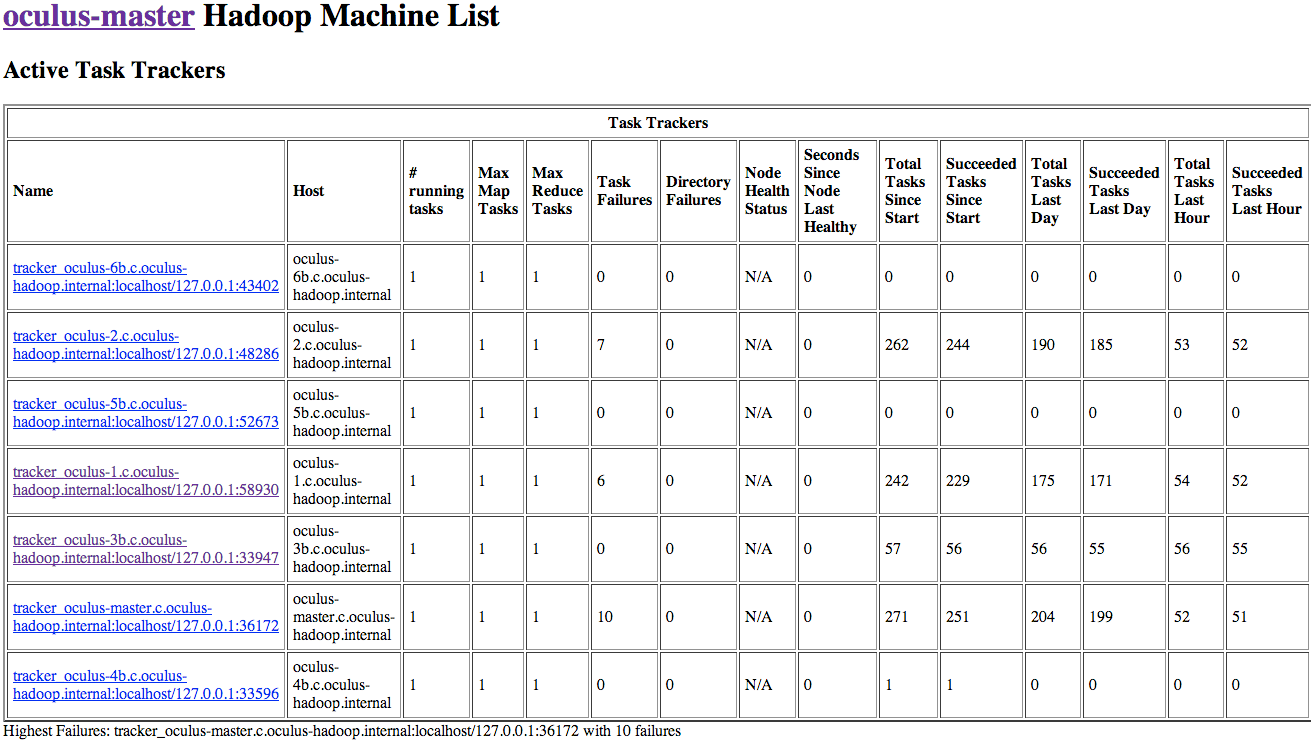 oculus-master Hadoop Machine List
Active Task Trackers
Task Trackers
Name Host # running tasks Max Map Tasks Max Reduce Tasks Task Failures Directory Failures Node Health Status Seconds Since Node Last Healthy Total Tasks Since Start Succeeded Tasks Since Start Total Tasks Last Day Succeeded Tasks Last Day Total Tasks Last Hour Succeeded Tasks Last Hour
tracker_oculus-6b.c.oculus-hadoop.internal:localhost/127.0.0.1:43402 oculus-6b.c.oculus-hadoop.internal 1 1 1 0 0 N/A 0 0 0 0 0 0 0
tracker_oculus-2.c.oculus-hadoop.internal:localhost/127.0.0.1:48286 oculus-2.c.oculus-hadoop.internal 1 1 1 7 0 N/A 0 262 244 190 185 53 52
tracker_oculus-5b.c.oculus-hadoop.internal:localhost/127.0.0.1:52673 oculus-5b.c.oculus-hadoop.internal 1 1 1 0 0 N/A 0 0 0 0 0 0 0
tracker_oculus-1.c.oculus-hadoop.internal:localhost/127.0.0.1:58930 oculus-1.c.oculus-hadoop.internal 1 1 1 6 0 N/A 0 242 229 175 171 54 52
tracker_oculus-3b.c.oculus-hadoop.internal:localhost/127.0.0.1:33947 oculus-3b.c.oculus-hadoop.internal 1 1 1 0 0 N/A 0 57 56 56 55 56 55
tracker_oculus-master.c.oculus-hadoop.internal:localhost/127.0.0.1:36172 oculus-master.c.oculus-hadoop.internal 1 1 1 10 0 N/A 0 271 251 204 199 52 51
tracker_oculus-4b.c.oculus-hadoop.internal:localhost/127.0.0.1:33596 oculus-4b.c.oculus-hadoop.internal 1 1 1 0 0 N/A 0 1 1 0 0 0 0
Highest Failures: tracker_oculus-master.c.oculus-hadoop.internal:localhost/127.0.0.1:36172 with 10 failures